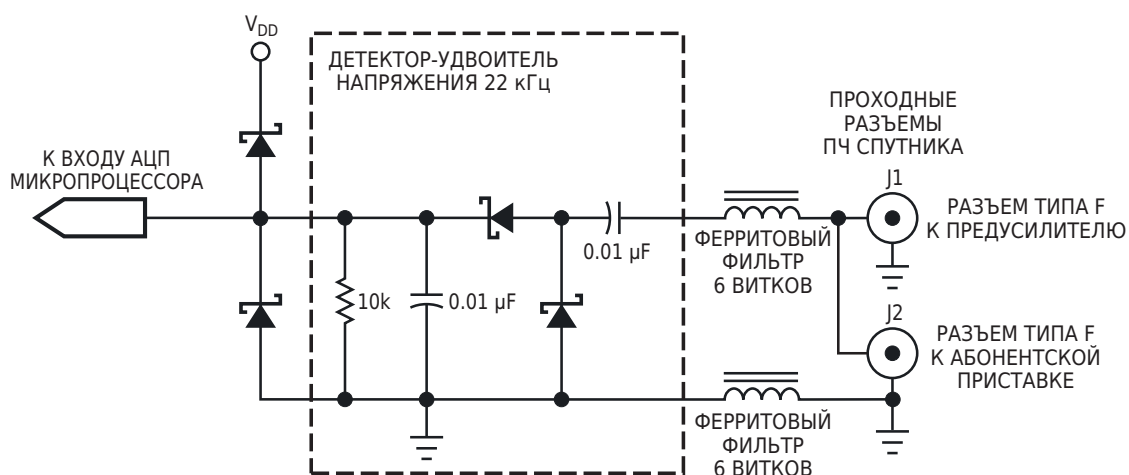 V_DD
ДЕТЕКТОР-УДВОИТЕЛЬ
НАПРЯЖЕНИЯ 22 кГц
К ВХОДУ АЦП
МИКРОПРОЦЕССОРА
10k
0.01 µF
0.01 µF
ФЕРРИТОВЫЙ
ФИЛЬТР
6 ВИТКОВ
ФЕРРИТОВЫЙ
ФИЛЬТР
6 ВИТКОВ
ПРОХОДНЫЕ
РАЗЪЕМЫ
ПЧ СПУТНИКА
J1
РАЗЪЕМ ТИПА F
К ПРЕДУСИЛИТЕЛЮ
J2
РАЗЪЕМ ТИПА F
К АБОНЕНТСКОЙ
ПРИСТАВКЕ